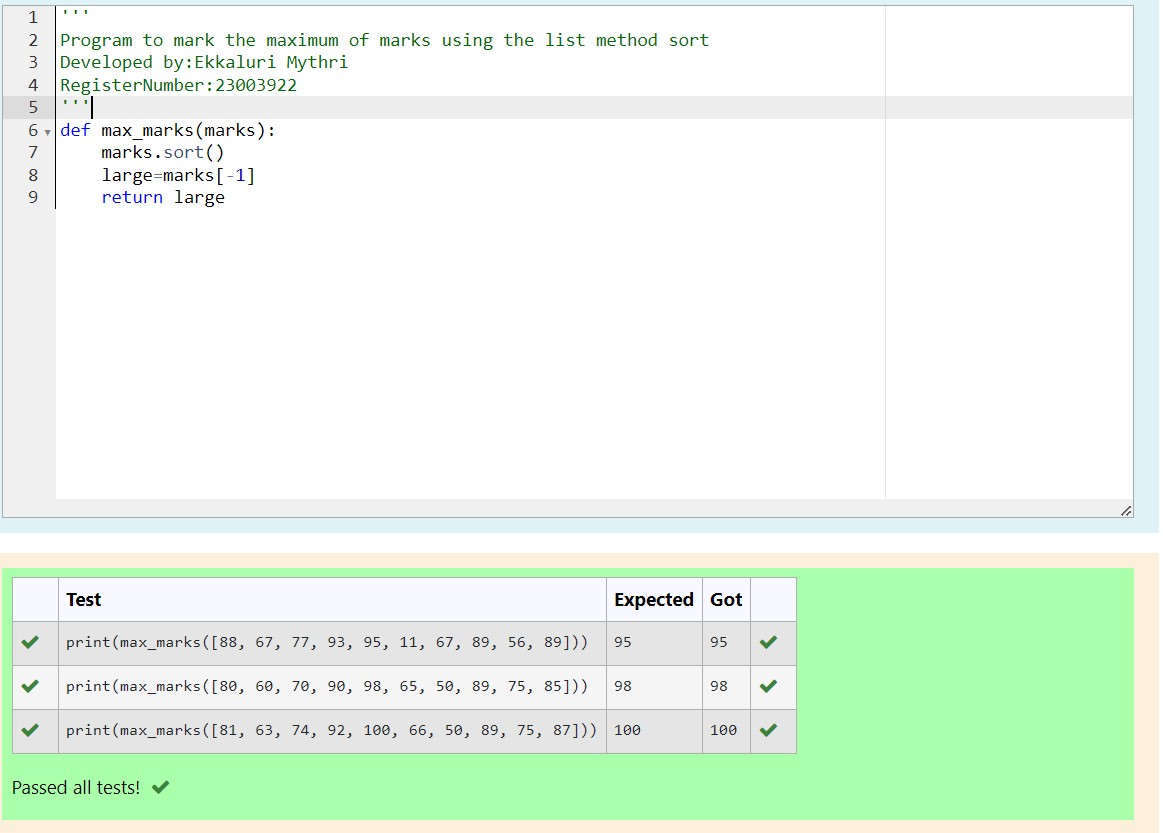 1 '''
2 Program to mark the maximum of marks using the list method sort
3 Developed by:Ekkaluri Mythri
4 RegisterNumber:23003922
5 '''
6 def max_marks(marks):
7     marks.sort()
8     large=marks[-1]
9     return large
Test Expected Got
print(max_marks([88, 67, 77, 93, 95, 11, 67, 89, 56, 89])) 95 95
print(max_marks([80, 60, 70, 90, 98, 65, 50, 89, 75, 85])) 98 98
print(max_marks([81, 63, 74, 92, 100, 66, 50, 89, 75, 87])) 100 100
Passed all tests!